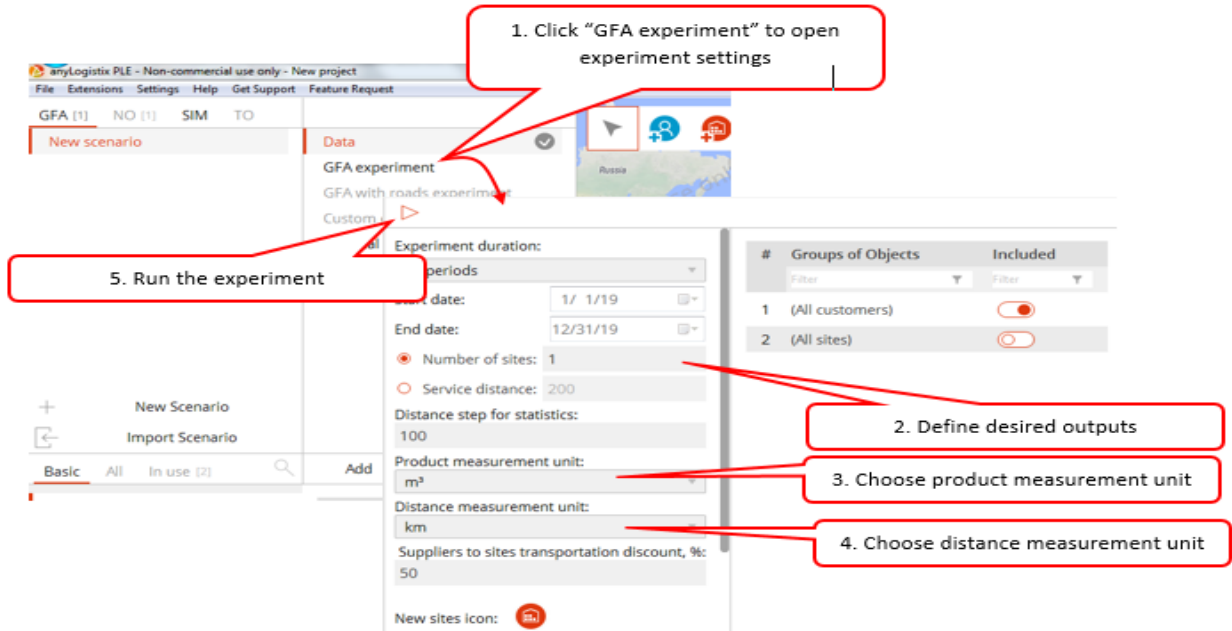 1. Click “GFA experiment” to open
experiment settings
anyLogistix PLE - Non-commercial use only - New project
File Extensions Settings Help Get Support Feature Request
GFA [1] NO [1] SIM TO
New scenario
Data
GFA experiment
GFA with roads experiment
Custom
Russia
5. Run the experiment
Experiment duration:
periods
Start date: 1/ 1/19
End date: 12/31/19
Number of sites: 1
Service distance: 200
Distance step for statistics:
100
Product measurement unit:
m³
Distance measurement unit:
km
Suppliers to sites transportation discount, %:
50
New sites icon:
# Groups of Objects Included
Filter Filter
1 (All customers)
2 (All sites)
2. Define desired outputs
3. Choose product measurement unit
4. Choose distance measurement unit
+ New Scenario
Import Scenario
Basic All In use [2] Add